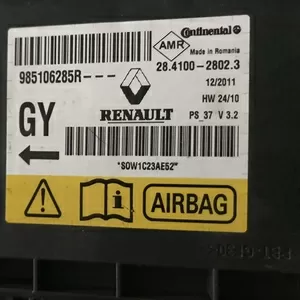 Continental
AMR
Made in Romania
985106285R---
28.4100-2802.3
12/2011
HW 24/10
GY
RENAULT
PS_37 V 3.2
*S0W1C23AE52*
AIRBAG